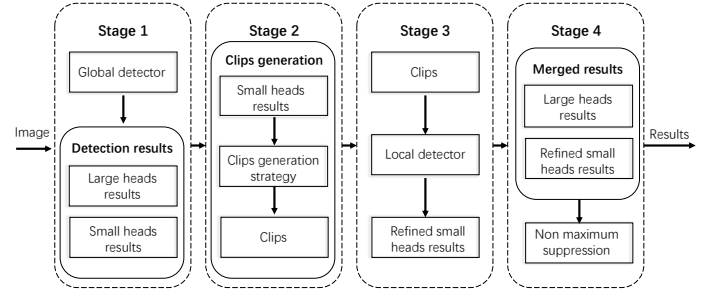 Image
Stage 1
Global detector
Detection results
Large heads
results
Small heads
results
Stage 2
Clips generation
Small heads
results
Clips generation
strategy
Clips
Stage 3
Clips
Local detector
Refined small
heads results
Stage 4
Merged results
Large heads
results
Refined small
heads results
Non maximum
suppression
Results